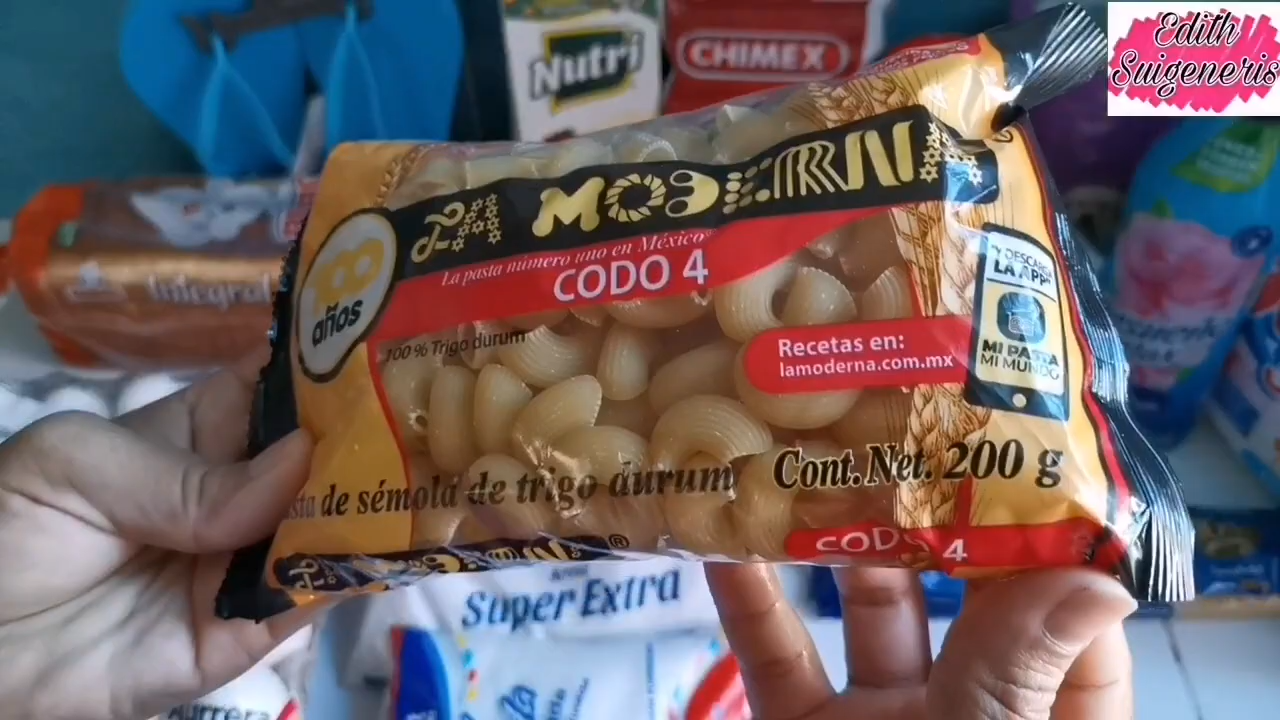 Edith
Suigeneris
Nutri
CHIMEX
LA MODERNA
La pasta número uno en México
CODO 4
años
100 % Trigo durum
Integral
DESCARGA
LA APP
MI PASTA
MI MUNDO
Recetas en:
lamoderna.com.mx
de sémola de trigo durum
Cont. Net. 200 g
CODO 4
Super Extra